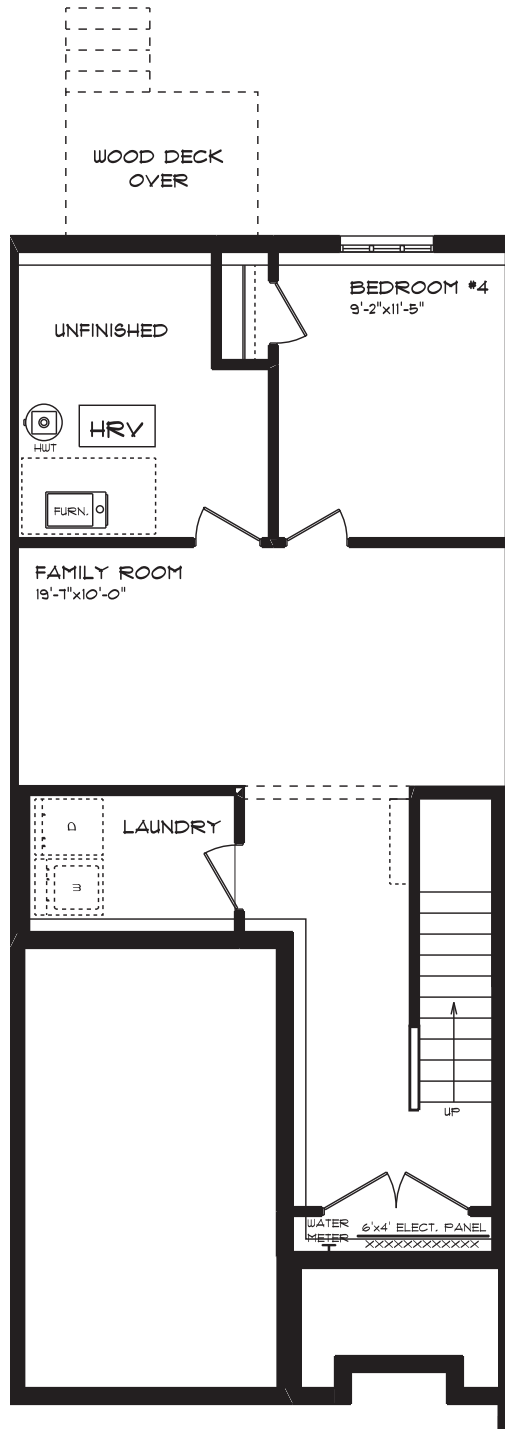 WOOD DECK
OVER
BEDROOM #4
9'-2"x11'-5"
UNFINISHED
HRV
HWT
FURN.
FAMILY ROOM
19'-7"x10'-0"
D
LAUNDRY
W
UP
WATER
METER
6'x4' ELECT. PANEL
XXXXXXXXXXXX